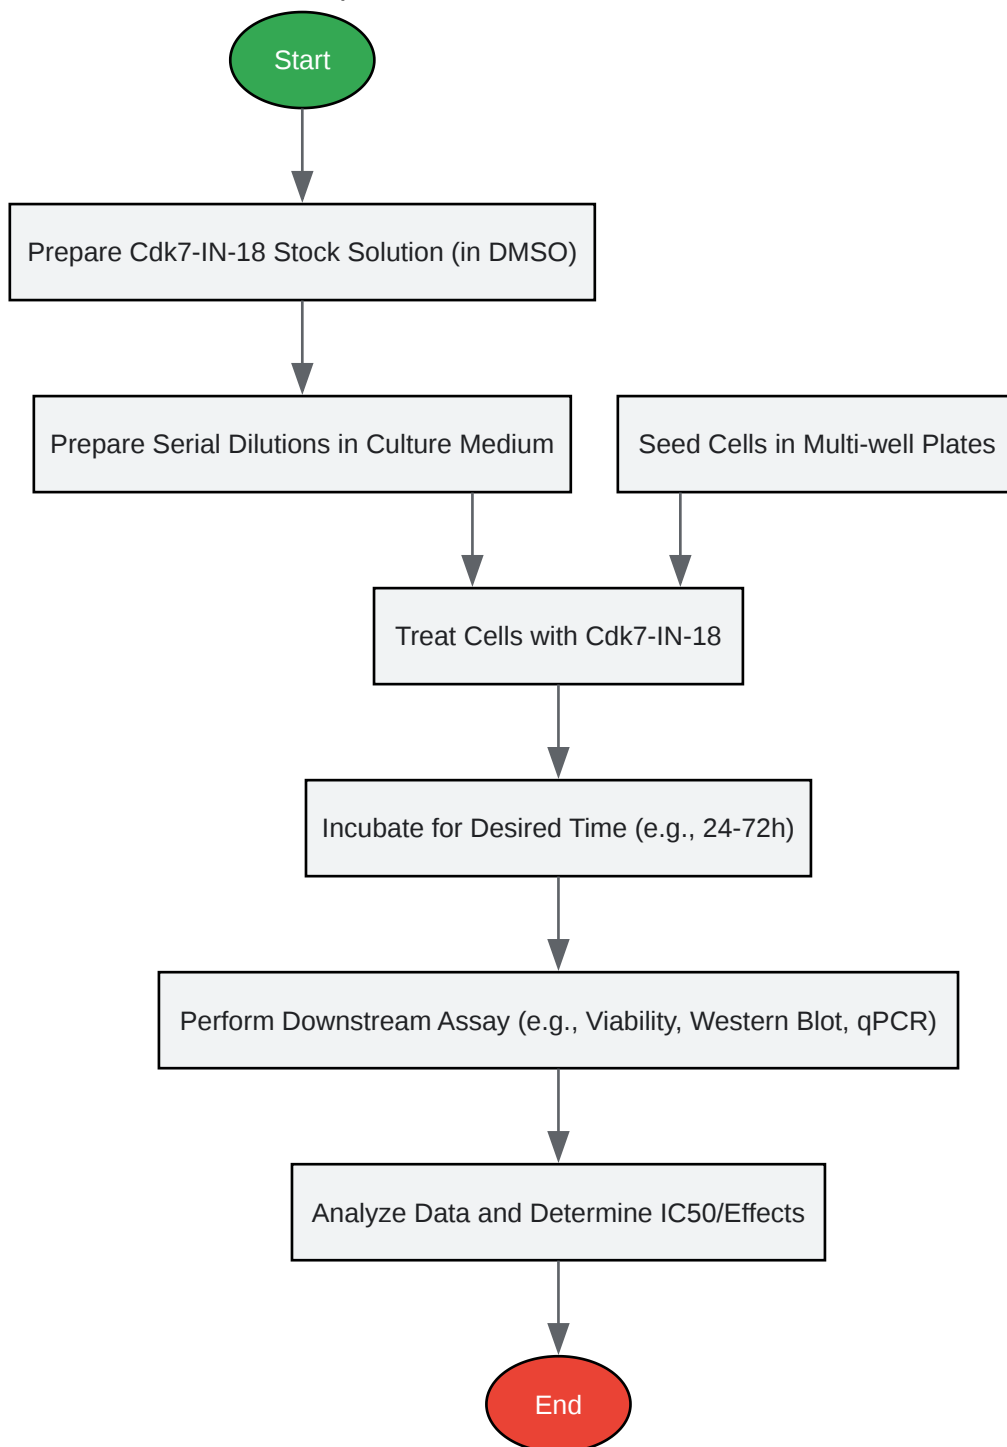 Start
Prepare Cdk7-IN-18 Stock Solution (in DMSO)
Prepare Serial Dilutions in Culture Medium
Seed Cells in Multi-well Plates
Treat Cells with Cdk7-IN-18
Incubate for Desired Time (e.g., 24-72h)
Perform Downstream Assay (e.g., Viability, Western Blot, qPCR)
Analyze Data and Determine IC50/Effects
End